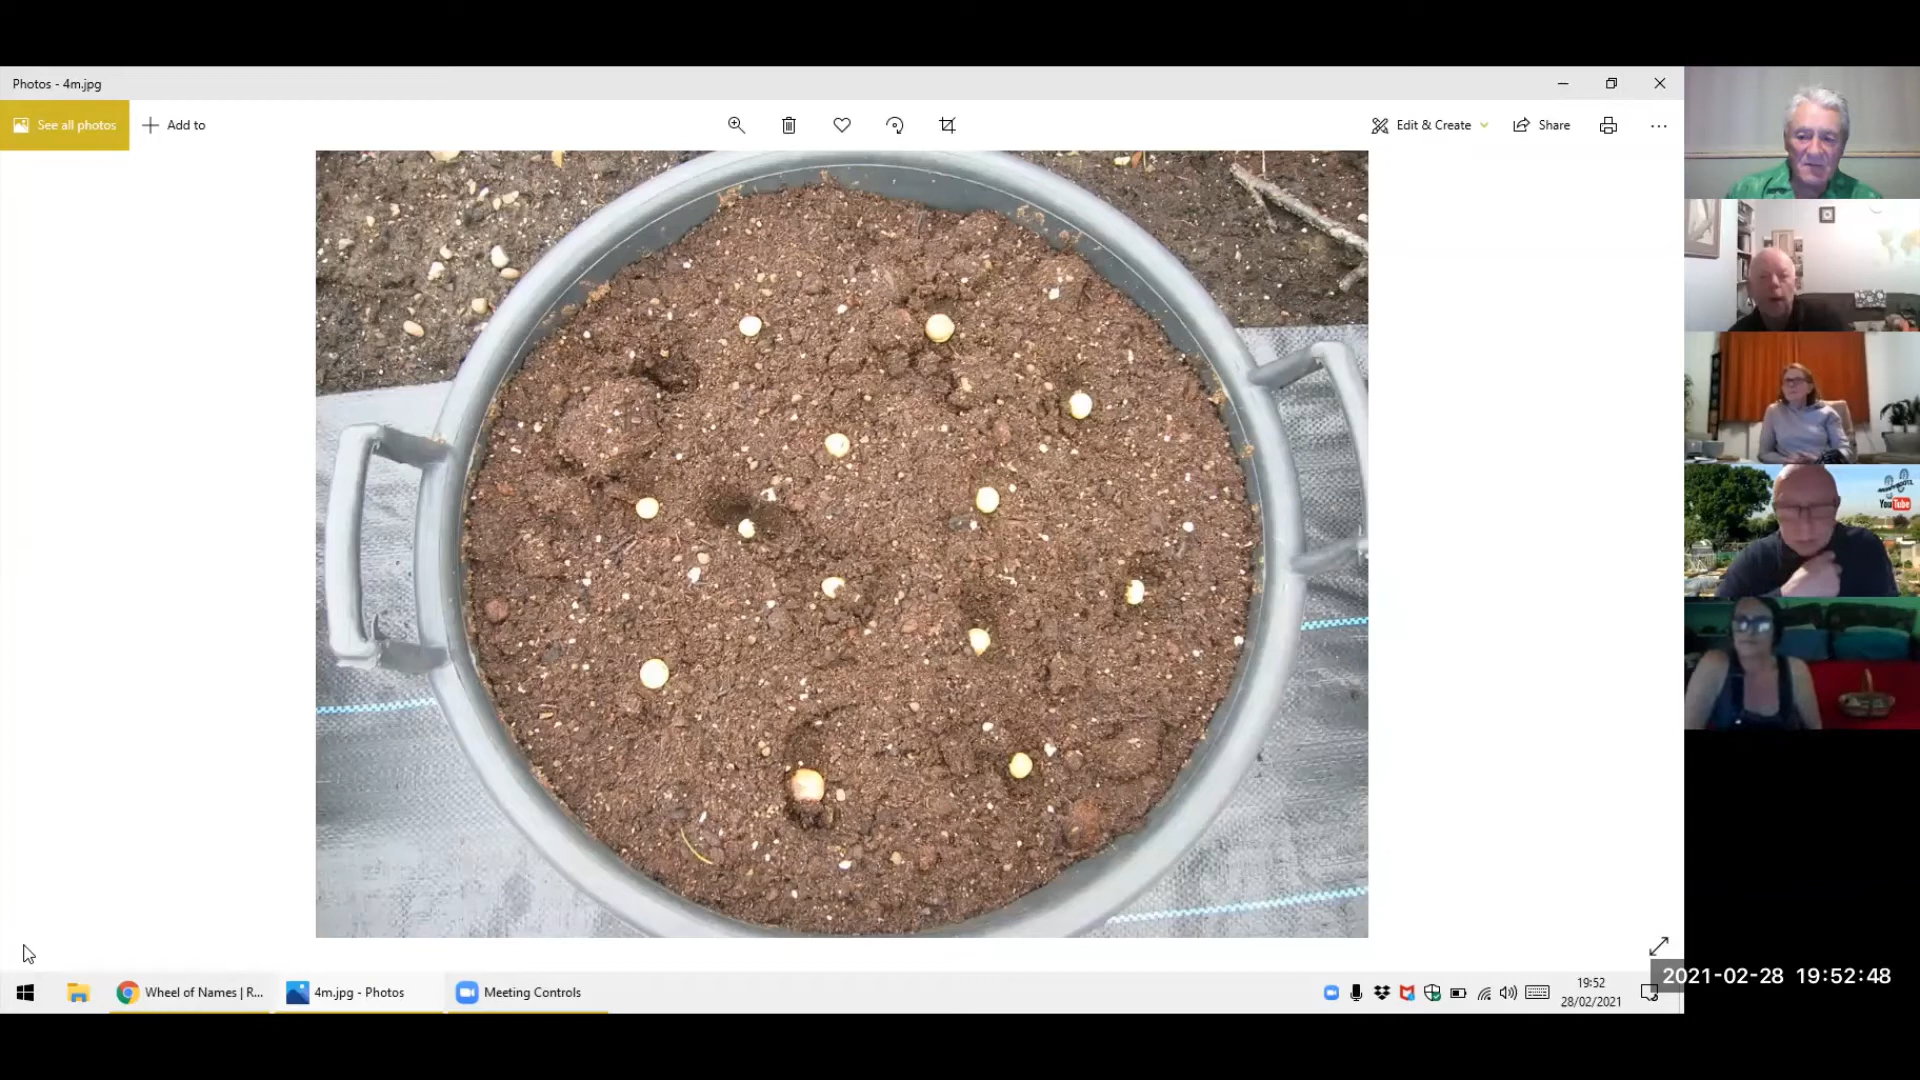 Photos - 4m.jpg
See all photos
Add to
Edit & Create
Share
YouTube
Wheel of Names | R...
4m.jpg - Photos
Meeting Controls
19:52
28/02/2021
2021-02-28 19:52:48